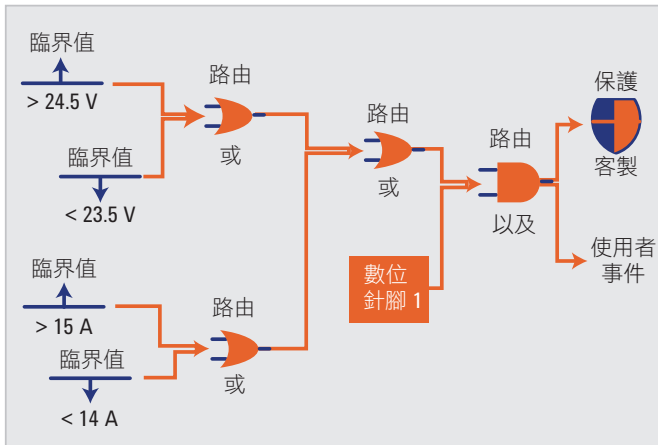 臨界值
> 24.5 V
臨界值
< 23.5 V
路由
或
臨界值
> 15 A
臨界值
< 14 A
路由
或
路由
或
數位
針腳 1
路由
以及
保護
客製
使用者
事件